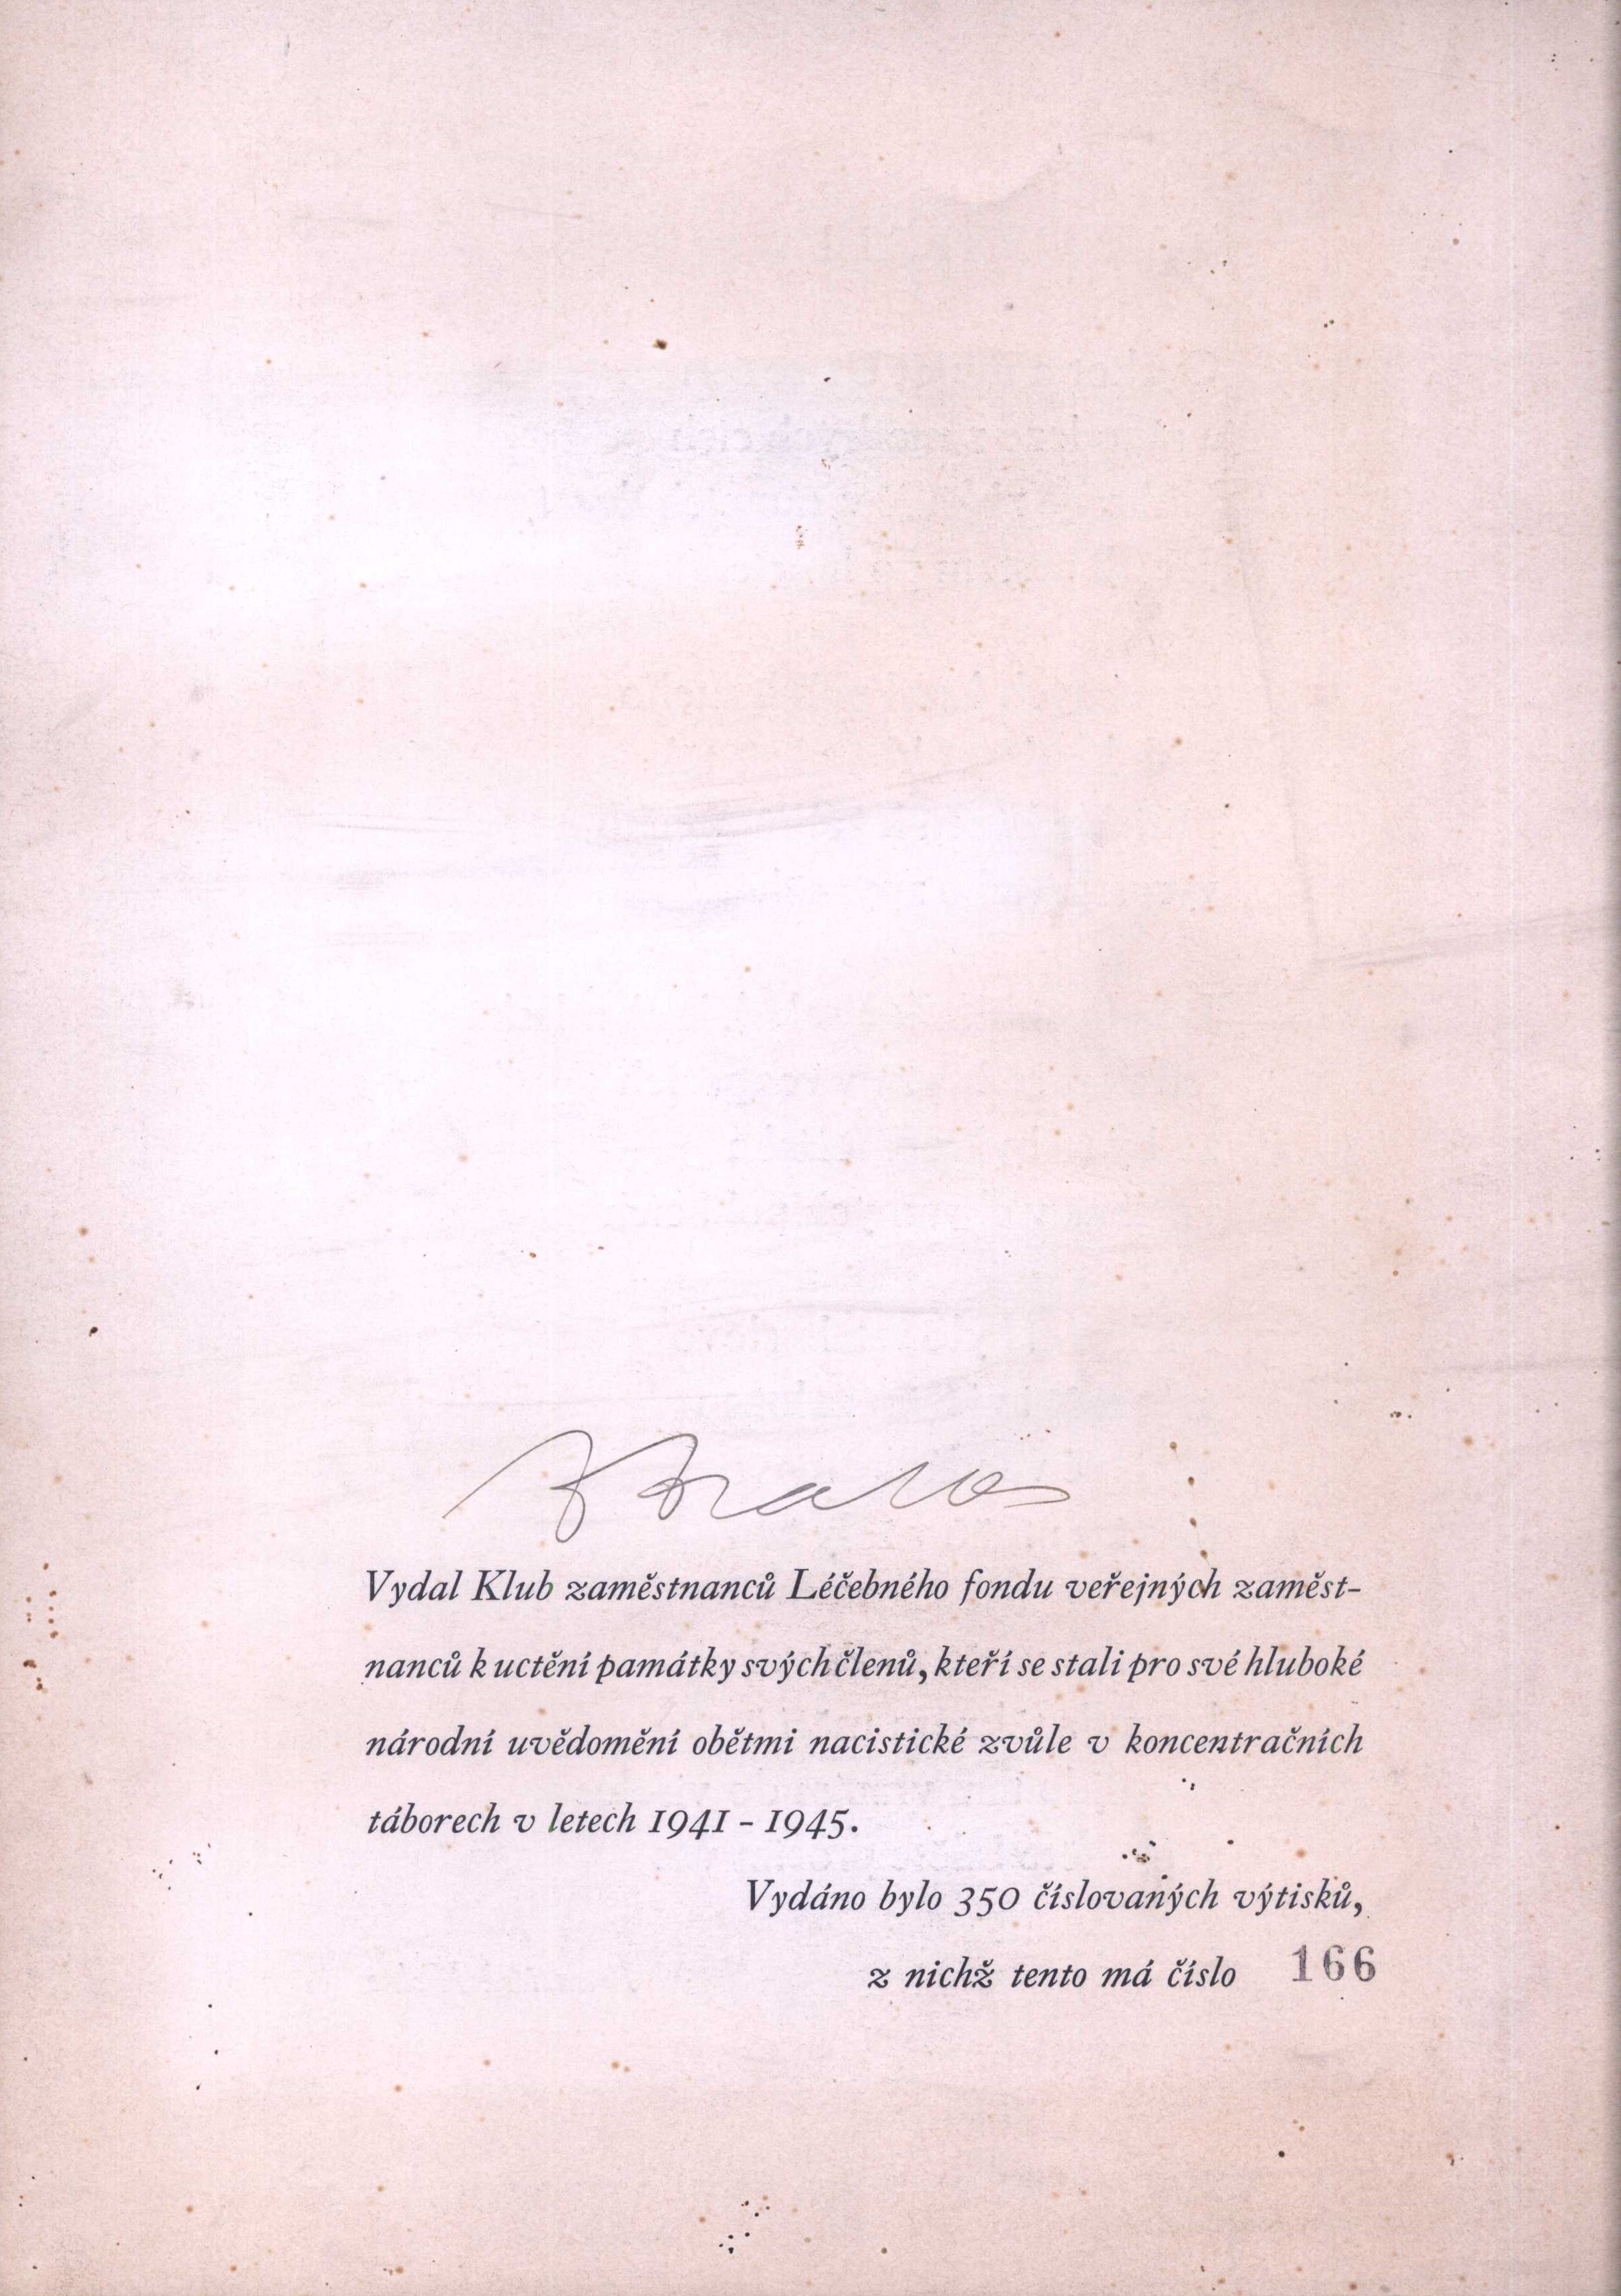 Vydal Klub zaměstnanců Léčebného fondu veřejných zaměst-
nanců k uctění památky svých členů, kteří se stali pro své hluboké
národní uvědomění obětmi nacistické zvůle v koncentračních
táborech v letech 1941 - 1945.
Vydáno bylo 350 číslovaných výtisků,
z nichž tento má číslo 166